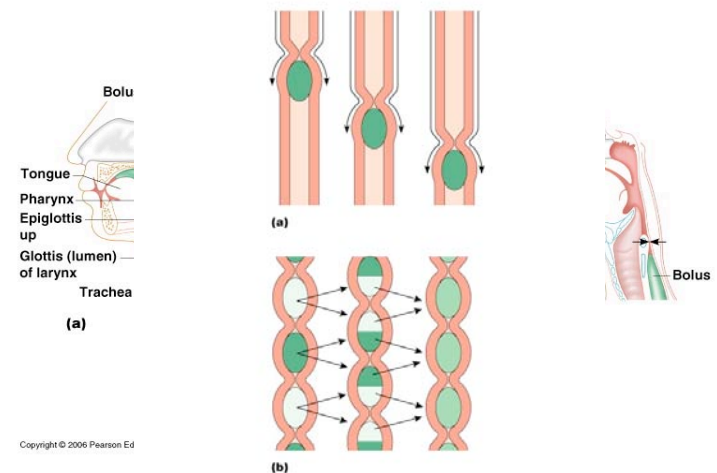 Bolu
Tongue
Pharynx
Epiglottis
up
Glottis (lumen)
of larynx
Trachea
(a)
Copyright © 2006 Pearson Ed
(a)
(b)
Bolus